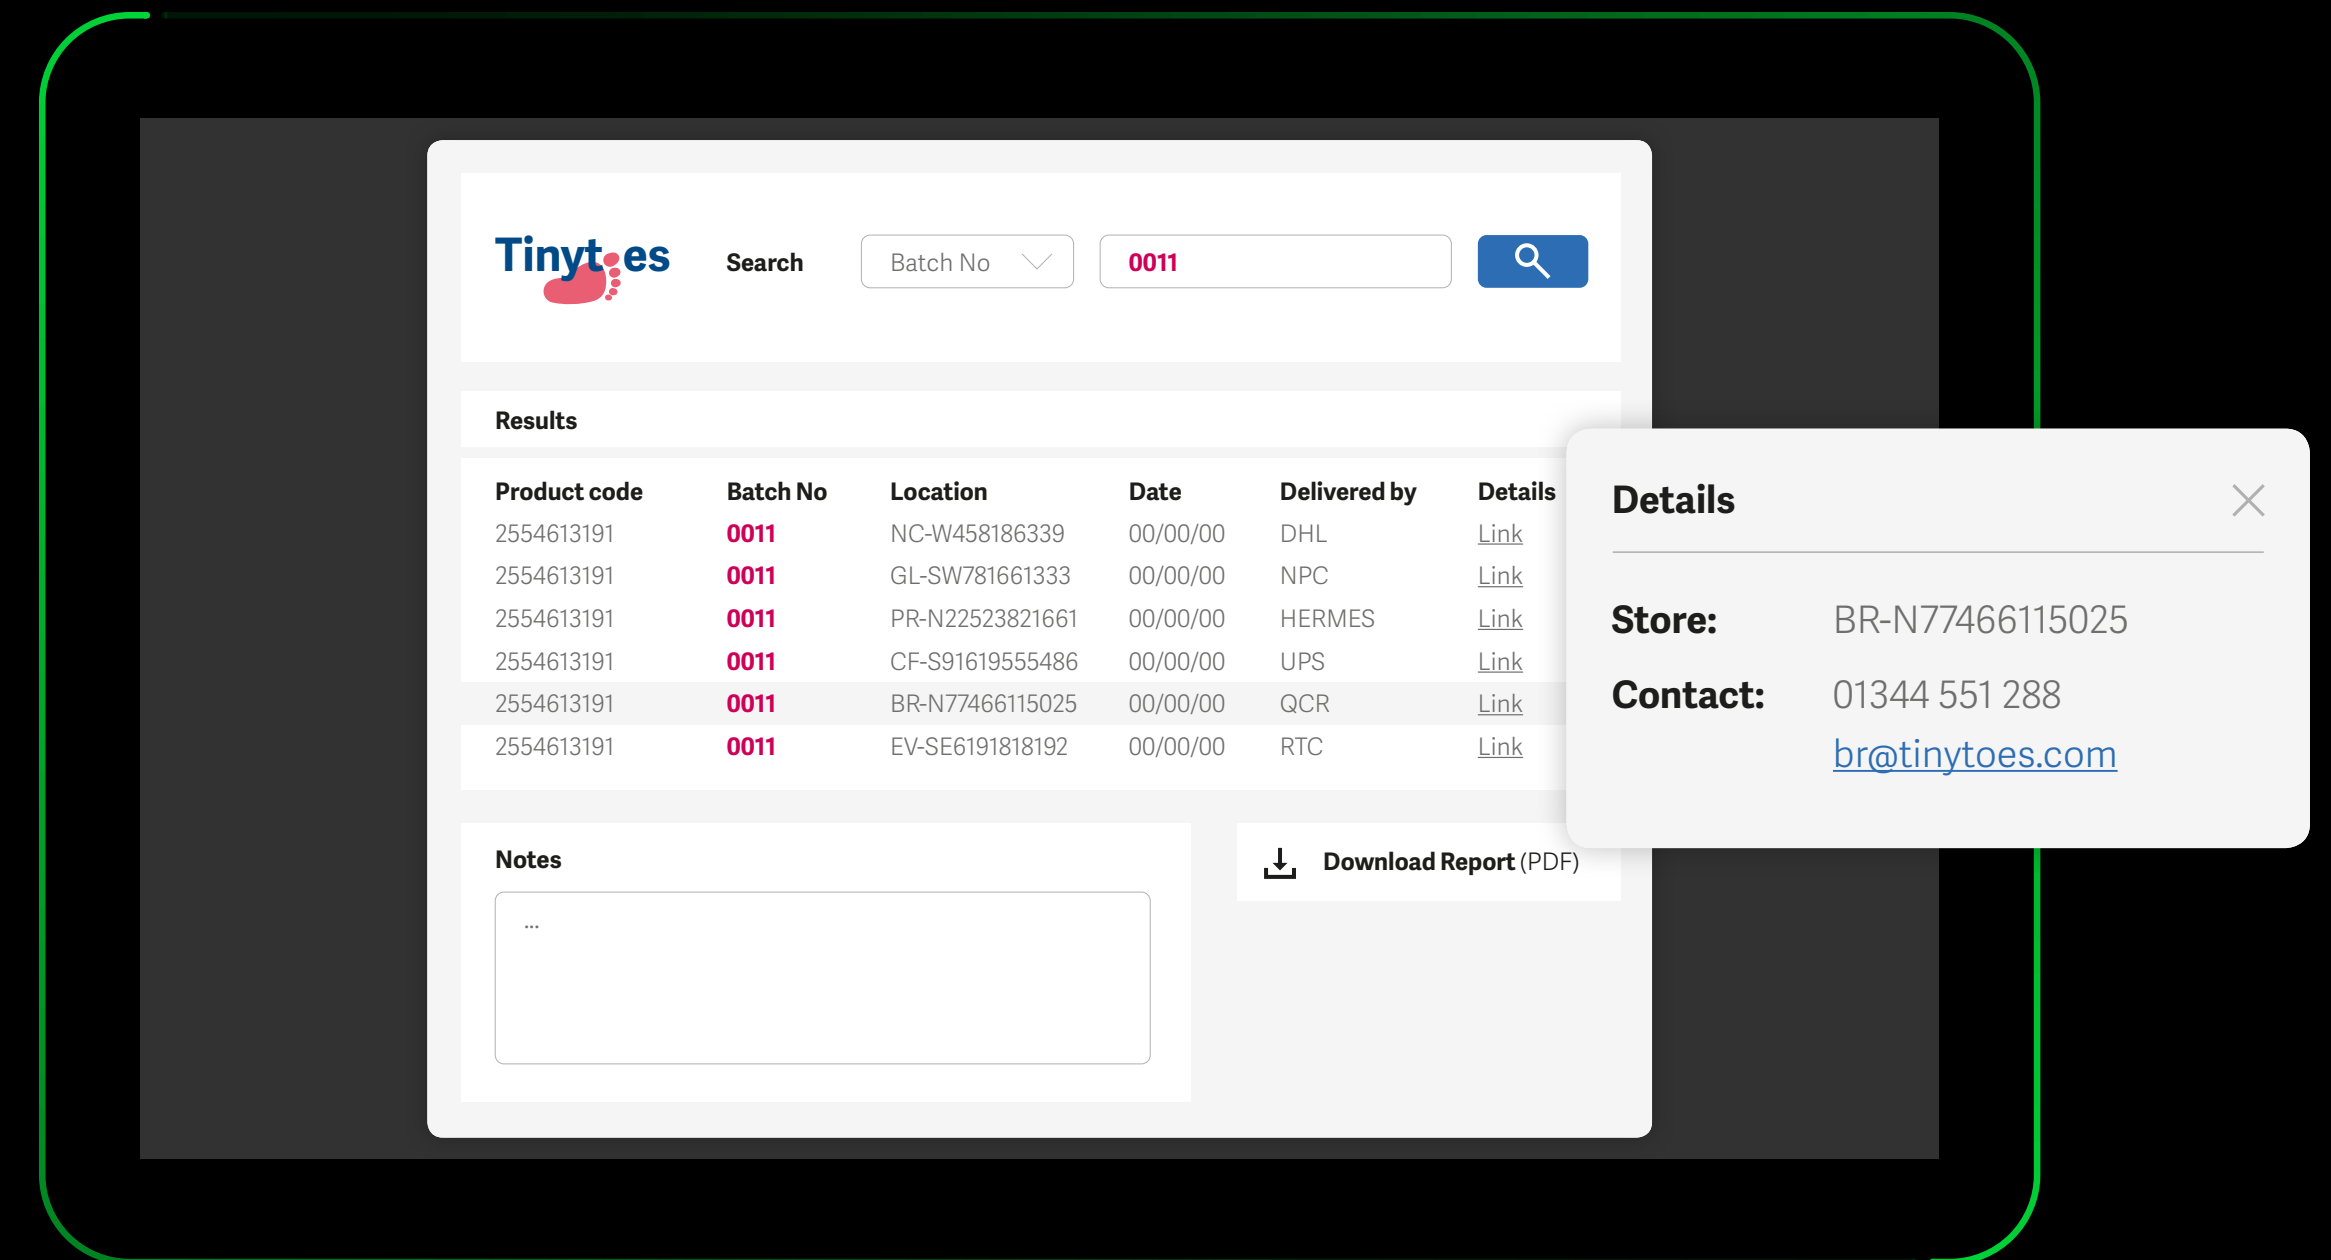 Tinytoes
Search Batch No 0011
Results
Product code Batch No Location Date Delivered by Details
2554613191 0011 NC-W458186339 00/00/00 DHL Link
2554613191 0011 GL-SW781661333 00/00/00 NPC Link
2554613191 0011 PR-N22523821661 00/00/00 HERMES Link
2554613191 0011 CF-S91619555486 00/00/00 UPS Link
2554613191 0011 BR-N77466115025 00/00/00 QCR Link
2554613191 0011 EV-SE6191818192 00/00/00 RTC Link
Details
Store: BR-N77466115025
Contact: 01344 551 288
br@tinytoes.com
Notes
...
Download Report (PDF)